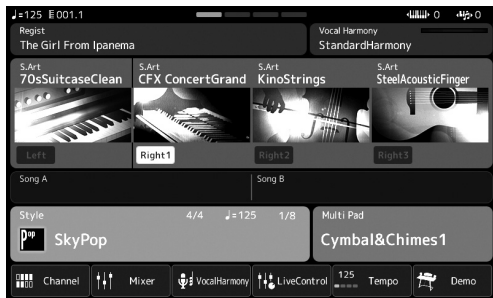 ♩=125 001.1 0 0
Regist
The Girl From Ipanema
Vocal Harmony
StandardHarmony
S.Art
70sSuitcaseClean
S.Art
CFX ConcertGrand
S.Art
KinoStrings
S.Art
SteelAcousticFinger
Left
Right1
Right2
Right3
Song A
Song B
Style 4/4 ♩=125 1/8
Pop SkyPop
Multi Pad
Cymbal&Chimes1
Channel
Mixer
VocalHarmony
LiveControl
125 Tempo
Demo